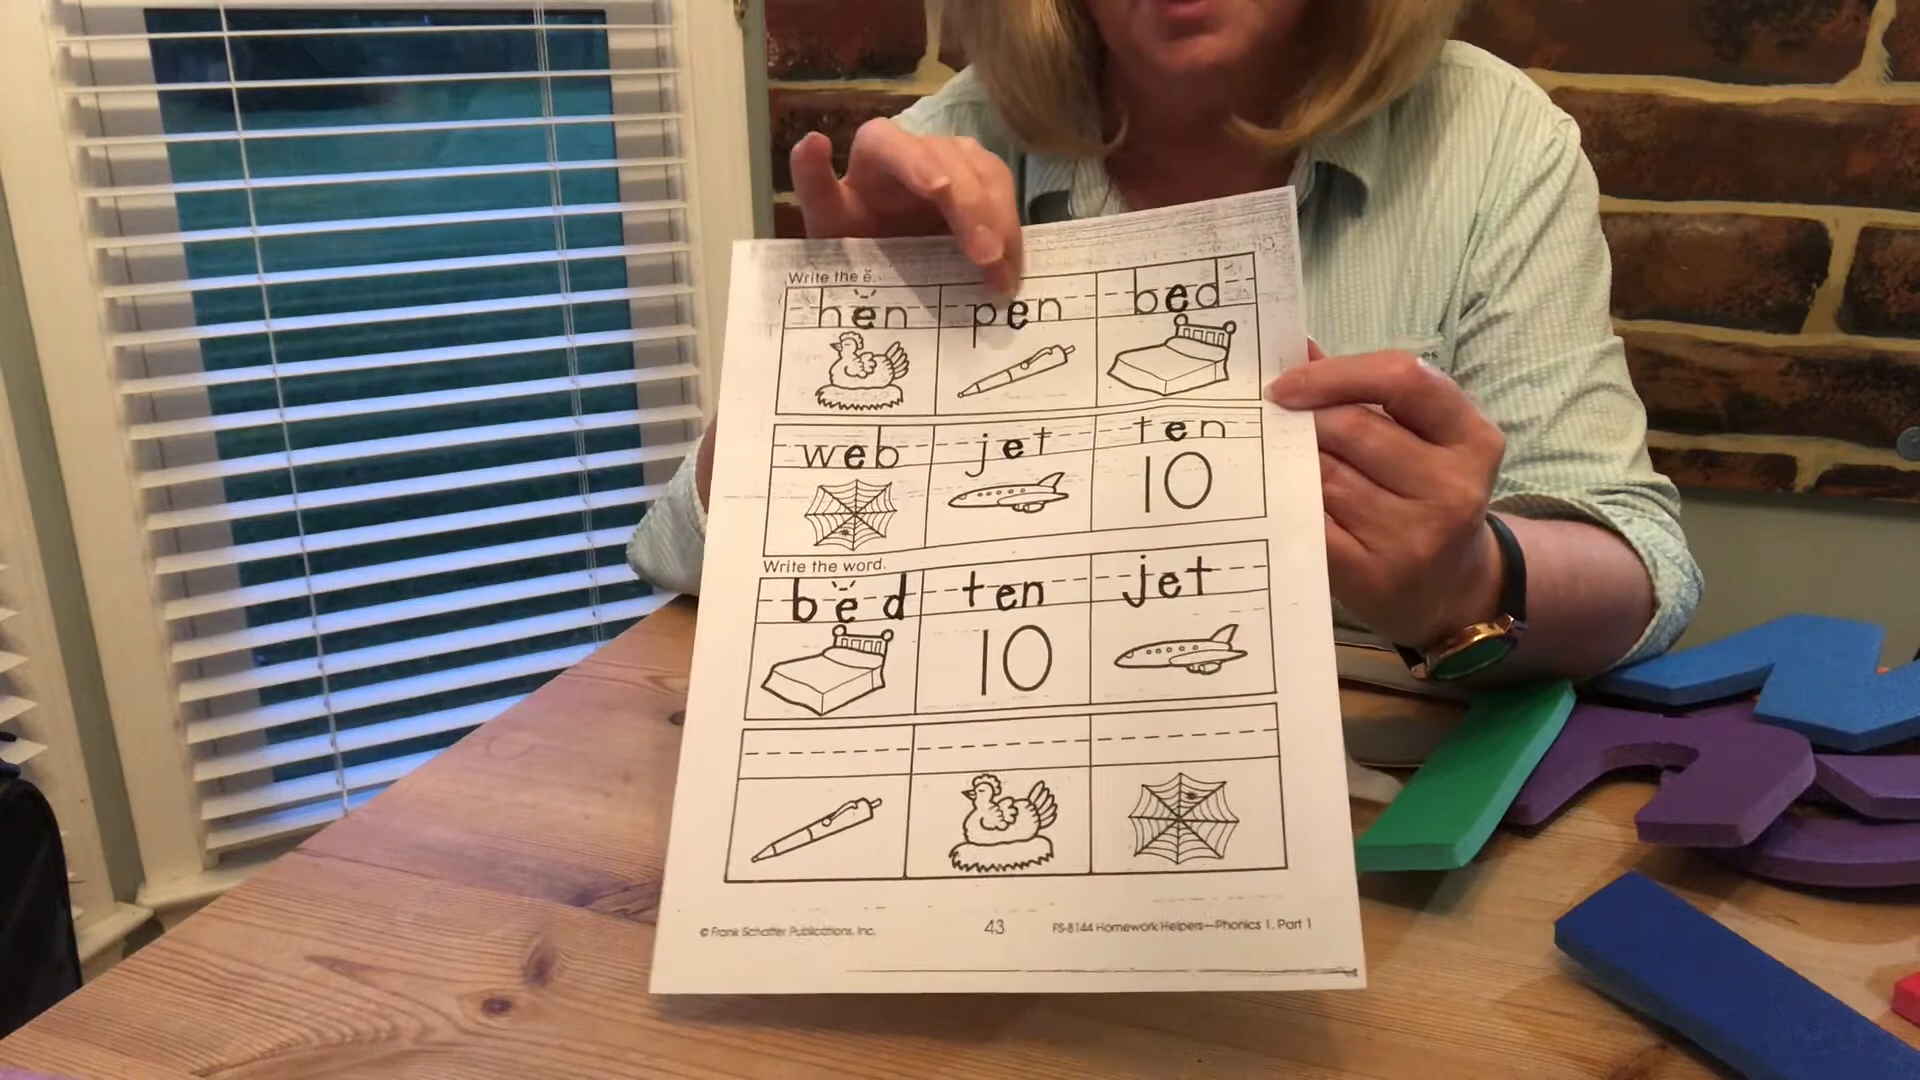 Write the ĕ.
hĕn pen bed
web jet ten
10
Write the word.
bĕd ten jet
10
© Frank Schaffer Publications, Inc. 43 FS-8144 Homework Helpers—Phonics 1, Part 1